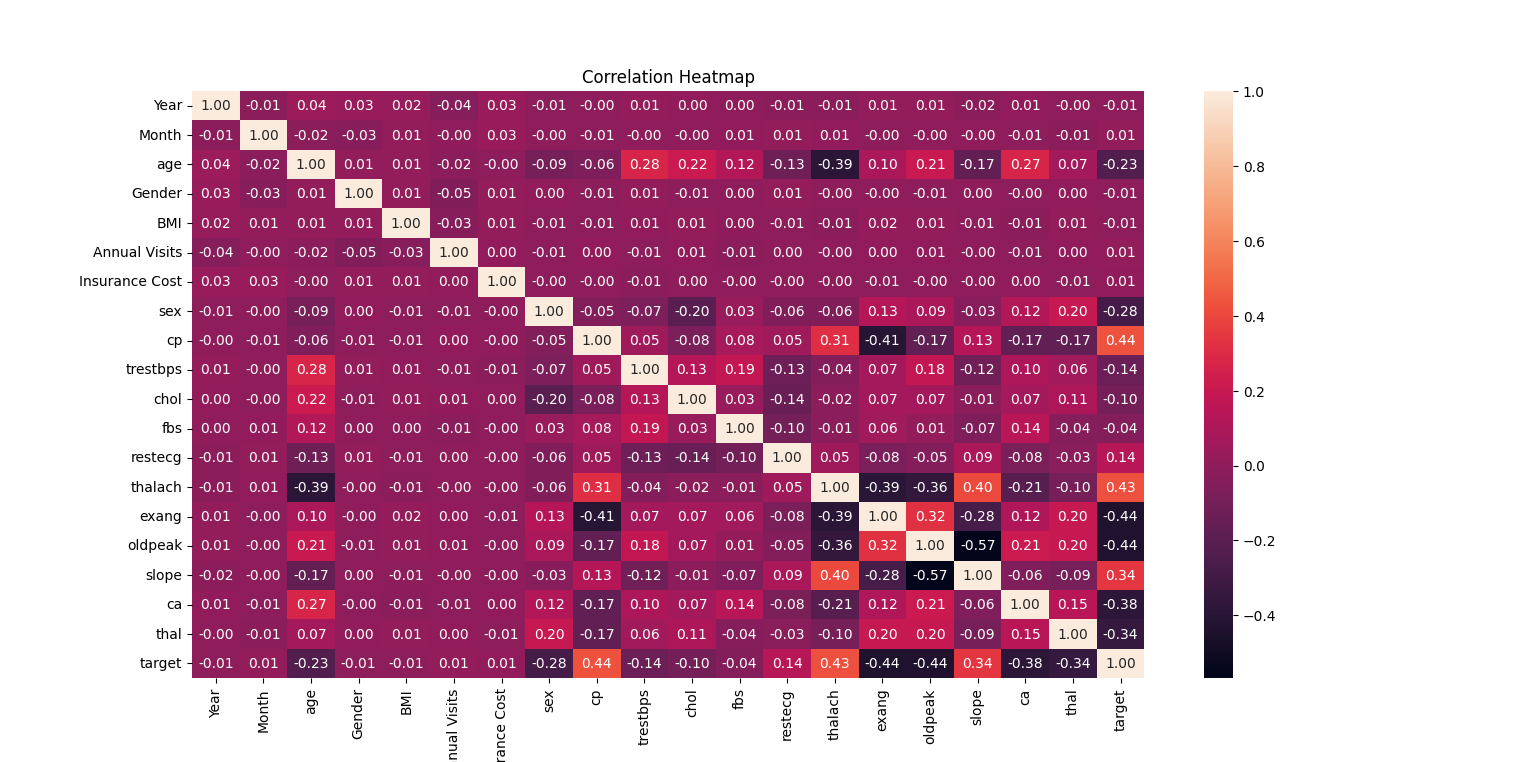 Correlation Heatmap
Year 1.00 -0.01 0.04 0.03 0.02 -0.04 0.03 -0.01 -0.00 0.01 0.00 0.00 -0.01 -0.01 0.01 0.01 -0.02 0.01 -0.00 -0.01
Month -0.01 1.00 -0.02 -0.03 0.01 -0.00 0.03 -0.00 -0.01 -0.00 -0.00 0.01 0.01 0.01 -0.00 -0.00 -0.00 -0.01 -0.01 0.01
age 0.04 -0.02 1.00 0.01 0.01 -0.02 -0.00 -0.09 -0.06 0.28 0.22 0.12 -0.13 -0.39 0.10 0.21 -0.17 0.27 0.07 -0.23
Gender 0.03 -0.03 0.01 1.00 0.01 -0.05 0.01 0.00 -0.01 0.01 -0.01 0.00 0.01 -0.00 -0.00 -0.01 0.00 -0.00 0.00 -0.01
BMI 0.02 0.01 0.01 0.01 1.00 -0.03 0.01 -0.01 -0.01 0.01 0.01 0.00 -0.01 -0.01 0.02 0.01 -0.01 -0.01 0.01 -0.01
Annual Visits -0.04 -0.00 -0.02 -0.05 -0.03 1.00 0.00 -0.01 0.00 -0.01 0.01 -0.01 0.00 -0.00 0.00 0.01 -0.00 -0.01 0.00 0.01
Insurance Cost 0.03 0.03 -0.00 0.01 0.01 0.00 1.00 -0.00 -0.00 -0.01 0.00 -0.00 -0.00 -0.00 -0.01 -0.00 -0.00 0.00 -0.01 0.01
sex -0.01 -0.00 -0.09 0.00 -0.01 -0.01 -0.00 1.00 -0.05 -0.07 -0.20 0.03 -0.06 -0.06 0.13 0.09 -0.03 0.12 0.20 -0.28
cp -0.00 -0.01 -0.06 -0.01 -0.01 0.00 -0.00 -0.05 1.00 0.05 -0.08 0.08 0.05 0.31 -0.41 -0.17 0.13 -0.17 -0.17 0.44
trestbps 0.01 -0.00 0.28 0.01 0.01 -0.01 -0.01 -0.07 0.05 1.00 0.13 0.19 -0.13 -0.04 0.07 0.18 -0.12 0.10 0.06 -0.14
chol 0.00 -0.00 0.22 -0.01 0.01 0.01 0.00 -0.20 -0.08 0.13 1.00 0.03 -0.14 -0.02 0.07 0.07 -0.01 0.07 0.11 -0.10
fbs 0.00 0.01 0.12 0.00 0.00 -0.01 -0.00 0.03 0.08 0.19 0.03 1.00 -0.10 -0.01 0.06 0.01 -0.07 0.14 -0.04 -0.04
restecg -0.01 0.01 -0.13 0.01 -0.01 0.00 -0.00 -0.06 0.05 -0.13 -0.14 -0.10 1.00 0.05 -0.08 -0.05 0.09 -0.08 -0.03 0.14
thalach -0.01 0.01 -0.39 -0.00 -0.01 -0.00 -0.00 -0.06 0.31 -0.04 -0.02 -0.01 0.05 1.00 -0.39 -0.36 0.40 -0.21 -0.10 0.43
exang 0.01 -0.00 0.10 -0.00 0.02 0.00 -0.01 0.13 -0.41 0.07 0.07 0.06 -0.08 -0.39 1.00 0.32 -0.28 0.12 0.20 -0.44
oldpeak 0.01 -0.00 0.21 -0.01 0.01 0.01 -0.00 0.09 -0.17 0.18 0.07 0.01 -0.05 -0.36 0.32 1.00 -0.57 0.21 0.20 -0.44
slope -0.02 -0.00 -0.17 0.00 -0.01 -0.00 -0.00 -0.03 0.13 -0.12 -0.01 -0.07 0.09 0.40 -0.28 -0.57 1.00 -0.06 -0.09 0.34
ca 0.01 -0.01 0.27 -0.00 -0.01 -0.01 0.00 0.12 -0.17 0.10 0.07 0.14 -0.08 -0.21 0.12 0.21 -0.06 1.00 0.15 -0.38
thal -0.00 -0.01 0.07 0.00 0.01 0.00 -0.01 0.20 -0.17 0.06 0.11 -0.04 -0.03 -0.10 0.20 0.20 -0.09 0.15 1.00 -0.34
target -0.01 0.01 -0.23 -0.01 -0.01 0.01 0.01 -0.28 0.44 -0.14 -0.10 -0.04 0.14 0.43 -0.44 -0.44 0.34 -0.38 -0.34 1.00
Year
Month
age
Gender
BMI
nual Visits
rance Cost
sex
cp
trestbps
chol
fbs
restecg
thalach
exang
oldpeak
slope
ca
thal
target
1.0
0.8
0.6
0.4
0.2
0.0
−0.2
−0.4